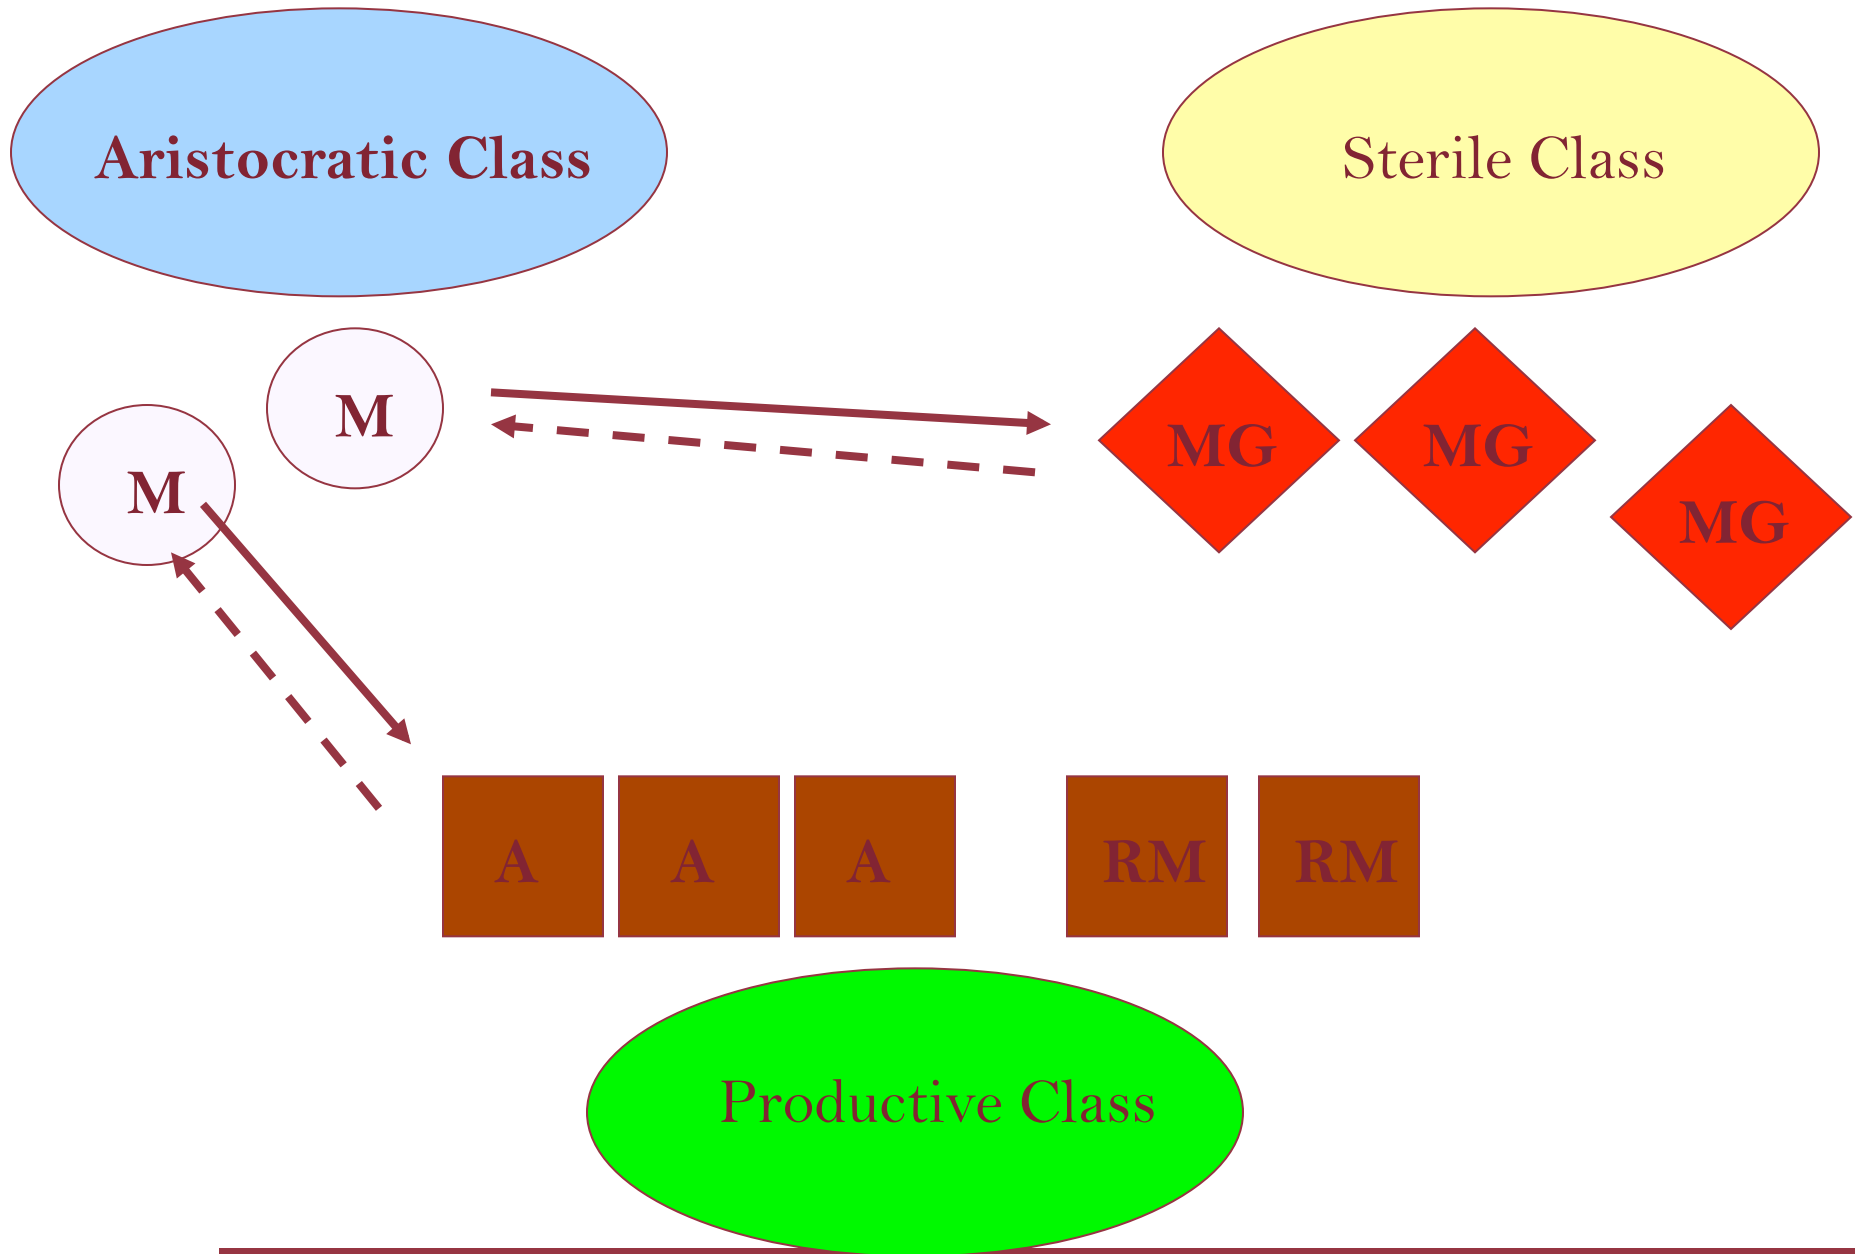 Aristocratic Class
Sterile Class
M
M
MG
MG
MG
A
A
A
RM
RM
Productive Class